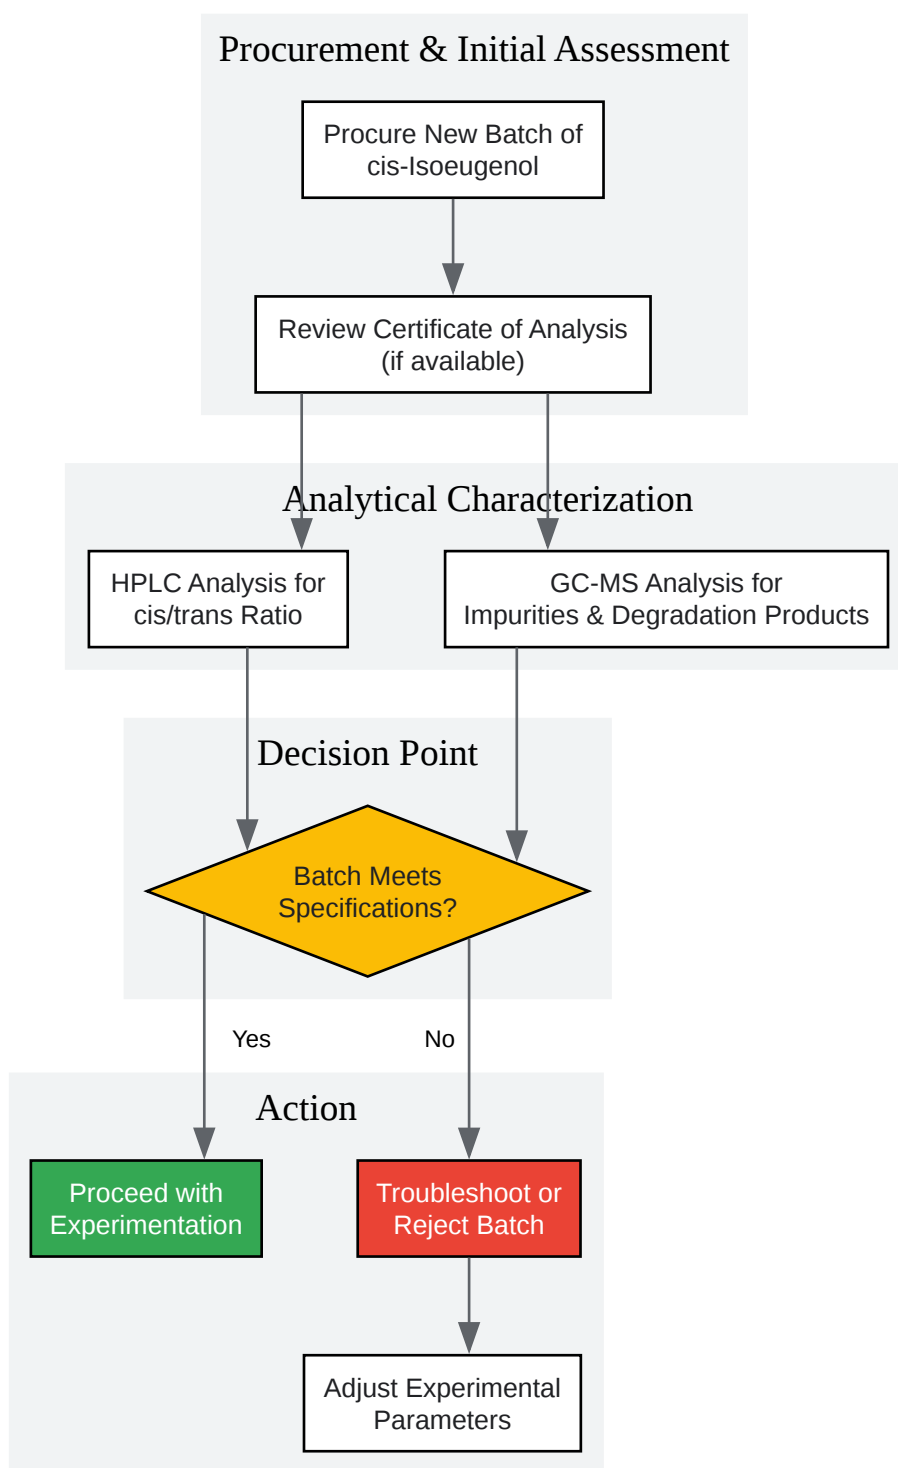 Procurement & Initial Assessment
Procure New Batch of
cis-Isoeugenol
Review Certificate of Analysis
(if available)
Analytical Characterization
HPLC Analysis for
cis/trans Ratio
GC-MS Analysis for
Impurities & Degradation Products
Decision Point
Batch Meets
Specifications?
Yes
No
Action
Proceed with
Experimentation
Troubleshoot or
Reject Batch
Adjust Experimental
Parameters